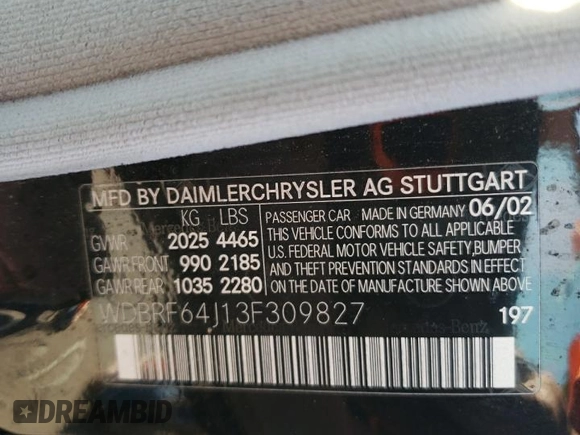 MFD BY DAIMLERCHRYSLER AG STUTTGART
KG LBS
GVWR 2025 4465
GAWR FRONT 990 2185
GAWR REAR 1035 2280
PASSENGER CAR MADE IN GERMANY 06/02
THIS VEHICLE CONFORMS TO ALL APPLICABLE
U.S. FEDERAL MOTOR VEHICLE SAFETY, BUMPER
AND THEFT PREVENTION STANDARDS IN EFFECT
ON THE DATE OF MANUFACTURE SHOWN ABOVE
WDBRF64J13F309827
197
Mercedes-Benz
DREAMBID